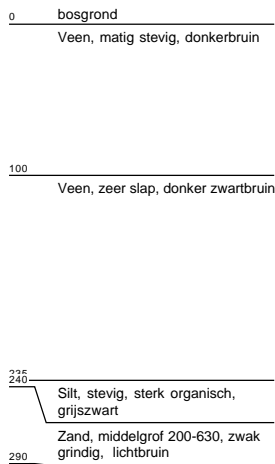 0 bosgrond
Veen, matig stevig, donkerbruin
100
Veen, zeer slap, donker zwartbruin
235
240
Silt, stevig, sterk organisch,
grijszwart
Zand, middelgrof 200-630, zwak
290 grindig, lichtbruin